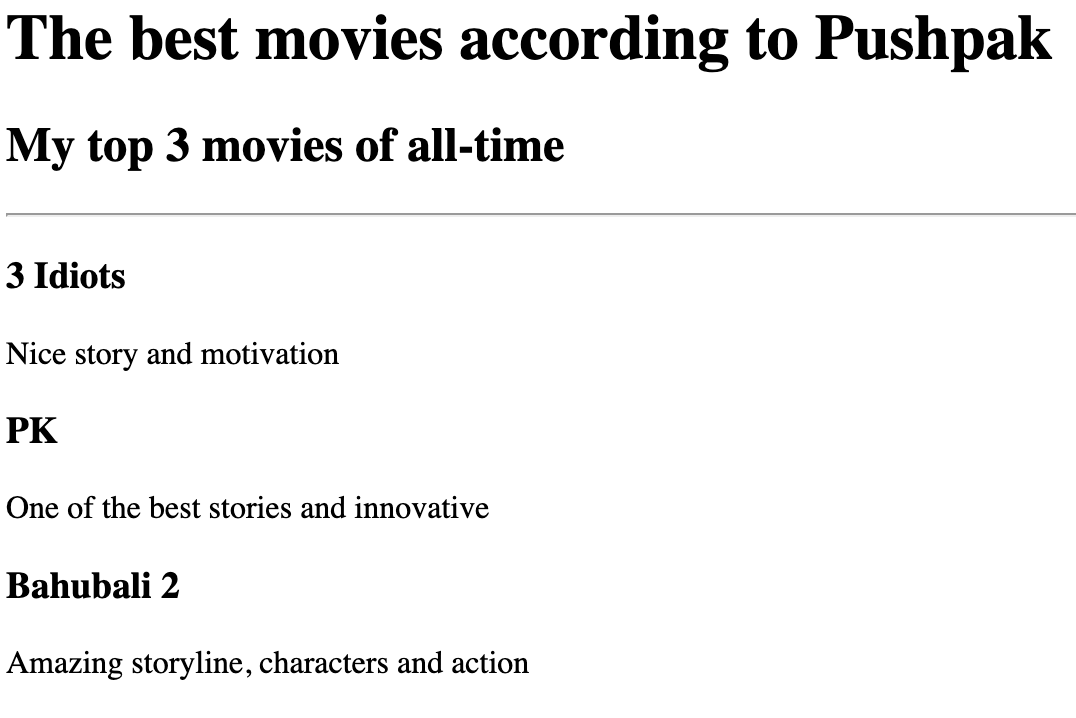 The best movies according to Pushpak
My top 3 movies of all-time
3 Idiots
Nice story and motivation
PK
One of the best stories and innovative
Bahubali 2
Amazing storyline, characters and action